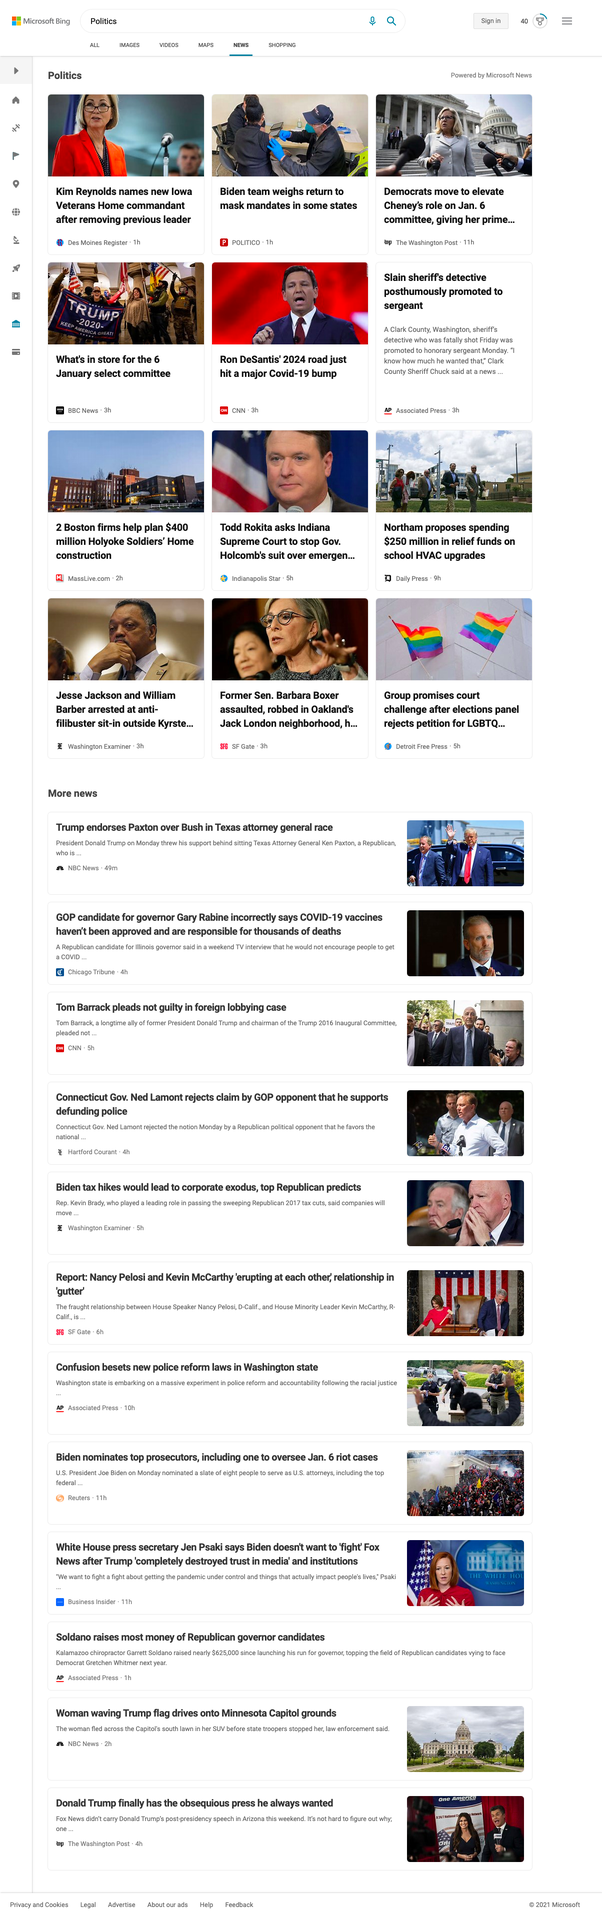 Microsoft Bing
Politics
Sign in
40
ALL IMAGES VIDEOS MAPS NEWS SHOPPING
Politics
Powered by Microsoft News
Kim Reynolds names new Iowa
Veterans Home commandant
after removing previous leader
Des Moines Register · 1h
Biden team weighs return to
mask mandates in some states
POLITICO · 1h
Democrats move to elevate
Cheney's role on Jan. 6
committee, giving her prime...
The Washington Post · 11h
TRUMP
-2020-
KEEP AMERICA GREAT!
What's in store for the 6
January select committee
BBC News · 3h
Ron DeSantis' 2024 road just
hit a major Covid-19 bump
CNN · 3h
Slain sheriff's detective
posthumously promoted to
sergeant
A Clark County, Washington, sheriff's
detective who was fatally shot Friday was
promoted to honorary sergeant Monday. "I
know how much he wanted that," Clark
County Sheriff Chuck said at a news ...
AP Associated Press · 3h
2 Boston firms help plan $400
million Holyoke Soldiers' Home
construction
MassLive.com · 2h
Todd Rokita asks Indiana
Supreme Court to stop Gov.
Holcomb's suit over emergen...
Indianapolis Star · 5h
Northam proposes spending
$250 million in relief funds on
school HVAC upgrades
Daily Press · 9h
Jesse Jackson and William
Barber arrested at anti-
filibuster sit-in outside Kyrste...
Washington Examiner · 3h
Former Sen. Barbara Boxer
assaulted, robbed in Oakland's
Jack London neighborhood, h...
SF Gate · 3h
Group promises court
challenge after elections panel
rejects petition for LGBTQ...
Detroit Free Press · 5h
More news
Trump endorses Paxton over Bush in Texas attorney general race
President Donald Trump on Monday threw his support behind sitting Texas Attorney General Ken Paxton, a Republican,
who is ...
NBC News · 49m
GOP candidate for governor Gary Rabine incorrectly says COVID-19 vaccines
haven't been approved and are responsible for thousands of deaths
A Republican candidate for Illinois governor said in a weekend TV interview that he would not encourage people to get
a COVID ...
Chicago Tribune · 4h
Tom Barrack pleads not guilty in foreign lobbying case
Tom Barrack, a longtime ally of former President Donald Trump and chairman of the Trump 2016 Inaugural Committee,
pleaded not ...
CNN · 5h
Connecticut Gov. Ned Lamont rejects claim by GOP opponent that he supports
defunding police
Connecticut Gov. Ned Lamont rejected the notion Monday by a Republican political opponent that he favors the
national ...
Hartford Courant · 4h
Biden tax hikes would lead to corporate exodus, top Republican predicts
Rep. Kevin Brady, who played a leading role in passing the sweeping Republican 2017 tax cuts, said companies will
move ...
Washington Examiner · 5h
Report: Nancy Pelosi and Kevin McCarthy 'erupting at each other,' relationship in
'gutter'
The fraught relationship between House Speaker Nancy Pelosi, D-Calif., and House Minority Leader Kevin McCarthy, R-
Calif., is ...
SF Gate · 6h
Confusion besets new police reform laws in Washington state
Washington state is embarking on a massive experiment in police reform and accountability following the racial justice
...
AP Associated Press · 10h
Biden nominates top prosecutors, including one to oversee Jan. 6 riot cases
U.S. President Joe Biden on Monday nominated a slate of eight people to serve as U.S. attorneys, including the top
federal ...
Reuters · 11h
White House press secretary Jen Psaki says Biden doesn't want to 'fight' Fox
News after Trump 'completely destroyed trust in media' and institutions
"We want to fight a fight about getting the pandemic under control and things that actually impact people's lives," Psaki
...
Business Insider · 11h
THE WHITE HOU
Soldano raises most money of Republican governor candidates
Kalamazoo chiropractor Garrett Soldano raised nearly $625,000 since launching his run for governor, topping the field of Republican candidates vying to face
Democrat Gretchen Whitmer next year.
AP Associated Press · 1h
Woman waving Trump flag drives onto Minnesota Capitol grounds
The woman fled across the Capitol's south lawn in her SUV before state troopers stopped her, law enforcement said.
NBC News · 2h
Donald Trump finally has the obsequious press he always wanted
Fox News didn't carry Donald Trump's post-presidency speech in Arizona this weekend. It's not hard to figure out why;
one ...
The Washington Post · 4h
One America
Privacy and Cookies Legal Advertise About our ads Help Feedback
© 2021 Microsoft